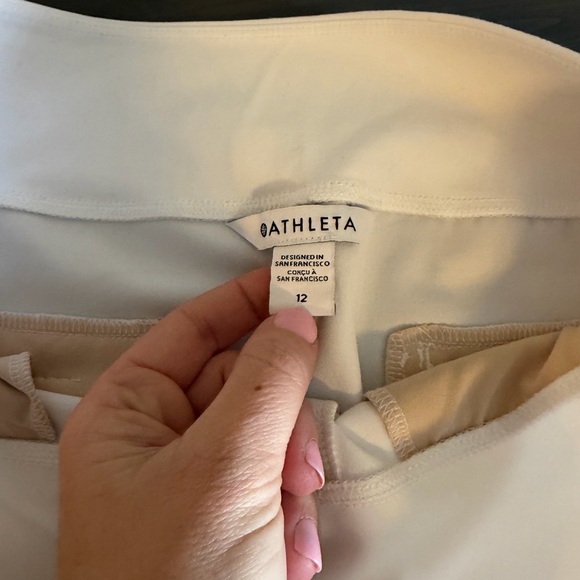 ATHLETA
DESIGNED IN
SAN FRANCISCO
CONÇU À
SAN FRANCISCO
12